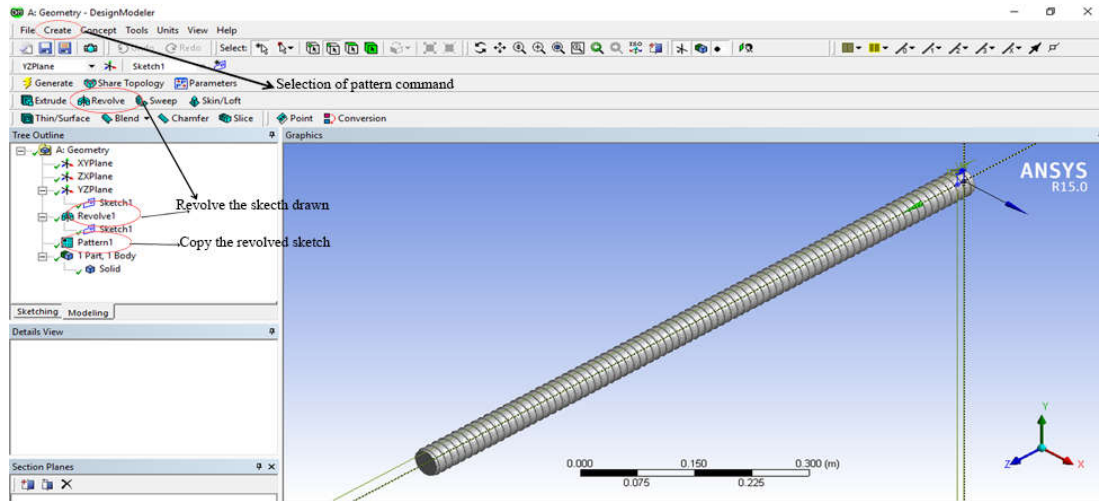 A: Geometry - DesignModeler
File Create Concept Tools Units View Help
Undo Redo Select:
YZPlane Sketch1
Generate Share Topology Parameters
Selection of pattern command
Extrude Revolve Sweep Skin/Loft
Thin/Surface Blend Chamfer Slice Point Conversion
Tree Outline
Graphics
A: Geometry
XYPlane
ZXPlane
YZPlane
Sketch1
Revolve the skecth drawn
Revolve1
Sketch1
Pattern1
Copy the revolved sketch
1 Part, 1 Body
Solid
Sketching Modeling
Details View
Section Planes
ANSYS
R15.0
0.000 0.150 0.300 (m)
0.075 0.225
Y
Z X